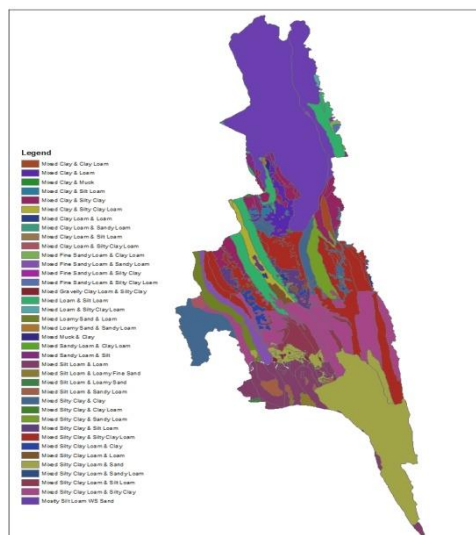 Legend
Mixed Clay & Clay Loam
Mixed Clay & Loam
Mixed Clay & Muck
Mixed Clay & Silt Loam
Mixed Clay & Silty Clay
Mixed Clay & Silty Clay Loam
Mixed Clay Loam & Loam
Mixed Clay Loam & Sandy Loam
Mixed Clay Loam & Silt Loam
Mixed Clay Loam & Silty Clay Loam
Mixed Fine Sandy Loam & Clay Loam
Mixed Fine Sandy Loam & Sandy Loam
Mixed Fine Sandy Loam & Silty Clay
Mixed Fine Sandy Loam & Silty Clay Loam
Mixed Gravelly Clay Loam & Silty Clay
Mixed Loam & Silt Loam
Mixed Loam & Silty Clay Loam
Mixed Loamy Sand & Loam
Mixed Loamy Sand & Sandy Loam
Mixed Muck & Clay
Mixed Sandy Loam & Clay Loam
Mixed Sandy Loam & Silt
Mixed Silt Loam & Loam
Mixed Silt Loam & Loamy Fine Sand
Mixed Silt Loam & Loamy Sand
Mixed Silt Loam & Sandy Loam
Mixed Silty Clay & Clay
Mixed Silty Clay & Clay Loam
Mixed Silty Clay & Sandy Loam
Mixed Silty Clay & Silt Loam
Mixed Silty Clay & Silty Clay Loam
Mixed Silty Clay Loam & Clay
Mixed Silty Clay Loam & Loam
Mixed Silty Clay Loam & Sand
Mixed Silty Clay Loam & Sandy Loam
Mixed Silty Clay Loam & Silt Loam
Mixed Silty Clay Loam & Silty Clay
Mostly Silt Loam WS Sand